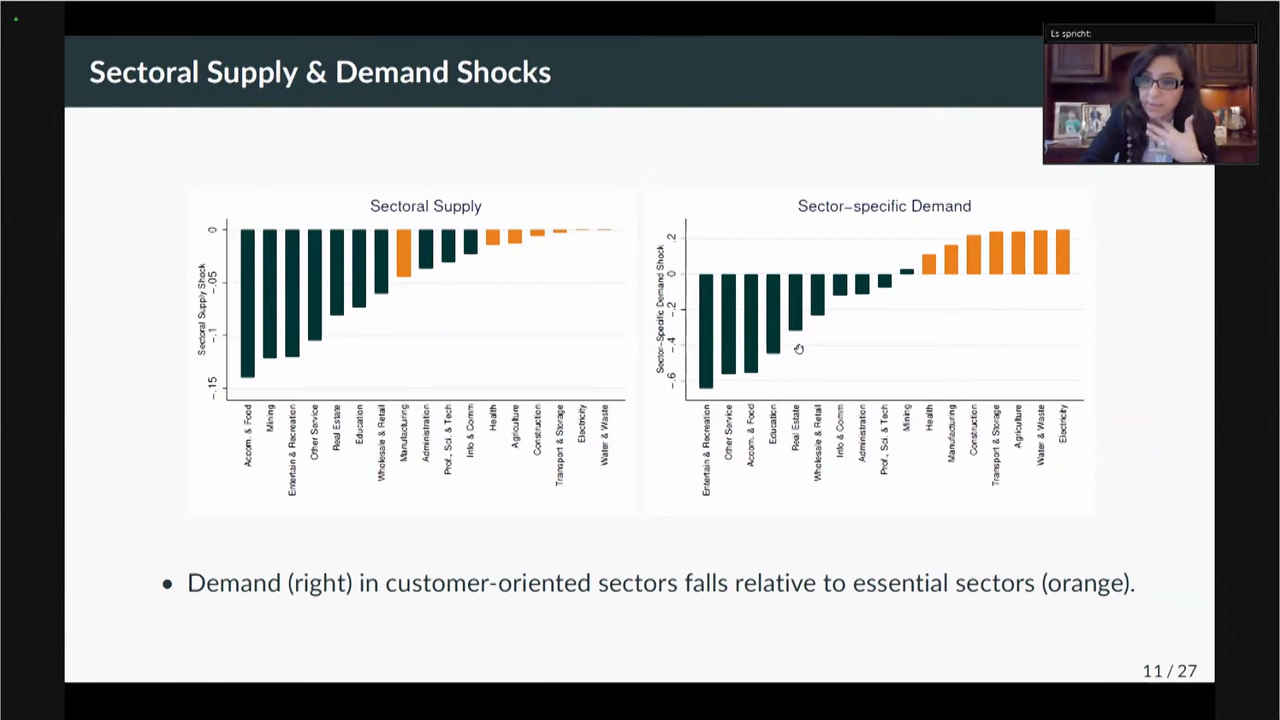 Sectoral Supply & Demand Shocks
Es spricht:
Sectoral Supply
Sectoral Supply Shock
0
-.05
-.1
-.15
Accom. & Food
Mining
Entertain & Recreation
Other Service
Real Estate
Education
Wholesale & Retail
Manufacturing
Administration
Prof., Sci. & Tech
Info & Comm
Health
Agriculture
Construction
Transport & Storage
Electricity
Water & Waste
Sector-specific Demand
Sector-Specific Demand Shock
.2
0
-.2
-.4
-.6
Entertain & Recreation
Other Service
Accom. & Food
Education
Real Estate
Wholesale & Retail
Info & Comm
Administration
Prof., Sci. & Tech
Mining
Health
Manufacturing
Construction
Transport & Storage
Agriculture
Water & Waste
Electricity
• Demand (right) in customer-oriented sectors falls relative to essential sectors (orange).
11 / 27